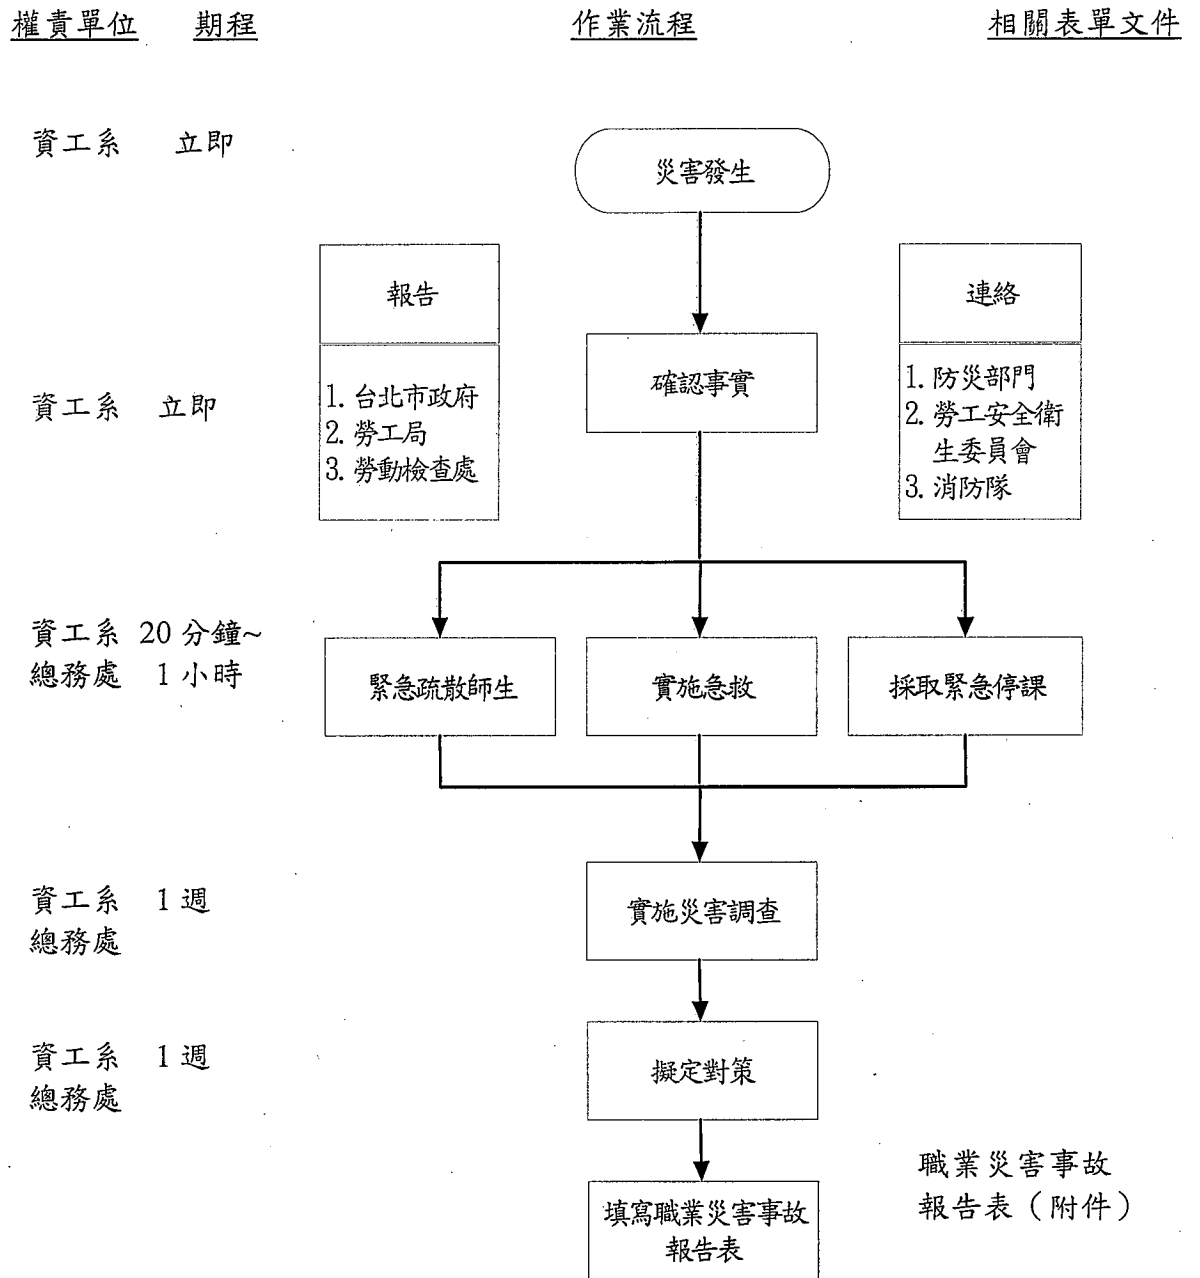 權責單位 期程 作業流程 相關表單文件
資工系 立即 災害發生
報告
連絡
資工系 立即
1. 台北市政府
2. 勞工局
3. 勞動檢查處
確認事實
1. 防災部門
2. 勞工安全衛
生委員會
3. 消防隊
資工系 20 分鐘~
總務處 1 小時
緊急疏散師生 實施急救 採取緊急停課
資工系 1 週
總務處
實施災害調查
資工系 1 週
總務處
擬定對策
填寫職業災害事故
報告表
職業災害事故
報告表（附件）